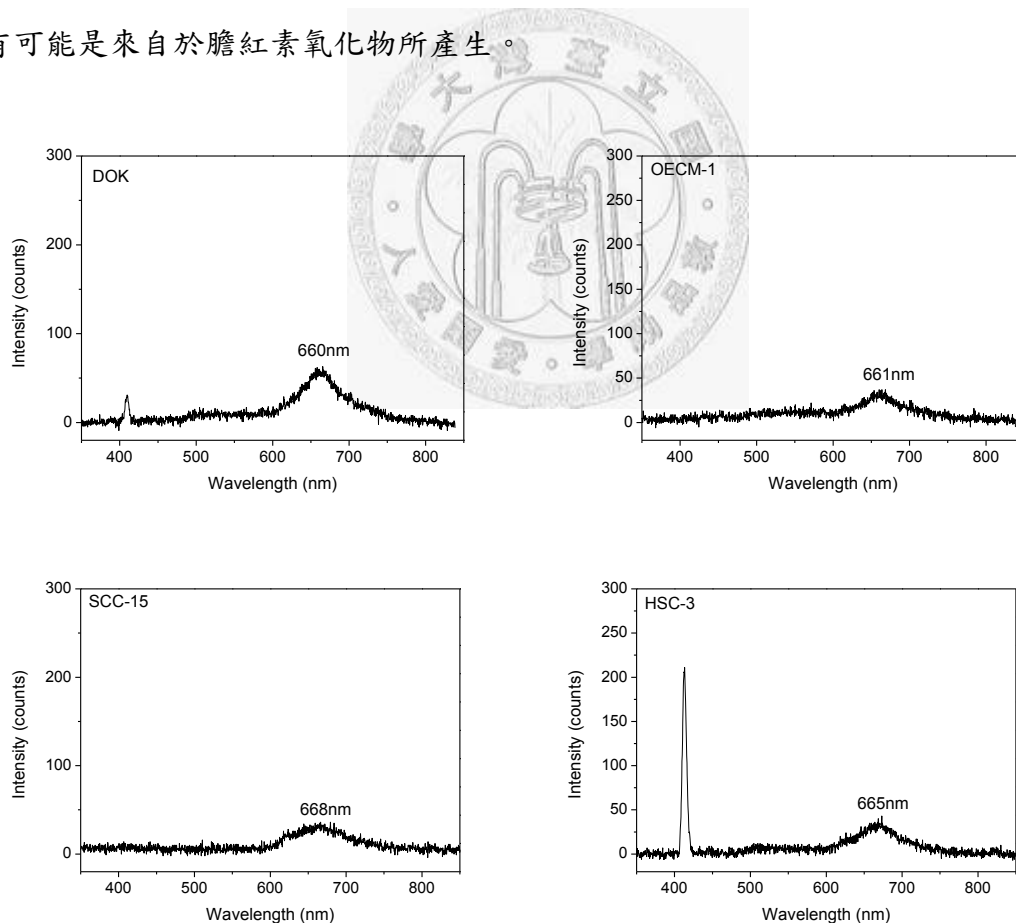 有可能是來自於膽紅素氧化物所產生。
300
200
100
0
DOK
660nm
400 500 600 700 800
Wavelength (nm)
Intensity (counts)
300
250
200
150
100
50
0
OECM-1
661nm
400 500 600 700 800
Wavelength (nm)
Intensity (counts)
300
200
100
0
SCC-15
668nm
400 500 600 700 800
Wavelength (nm)
Intensity (counts)
300
250
200
150
100
50
0
HSC-3
665nm
400 500 600 700 800
Wavelength (nm)
Intensity (counts)